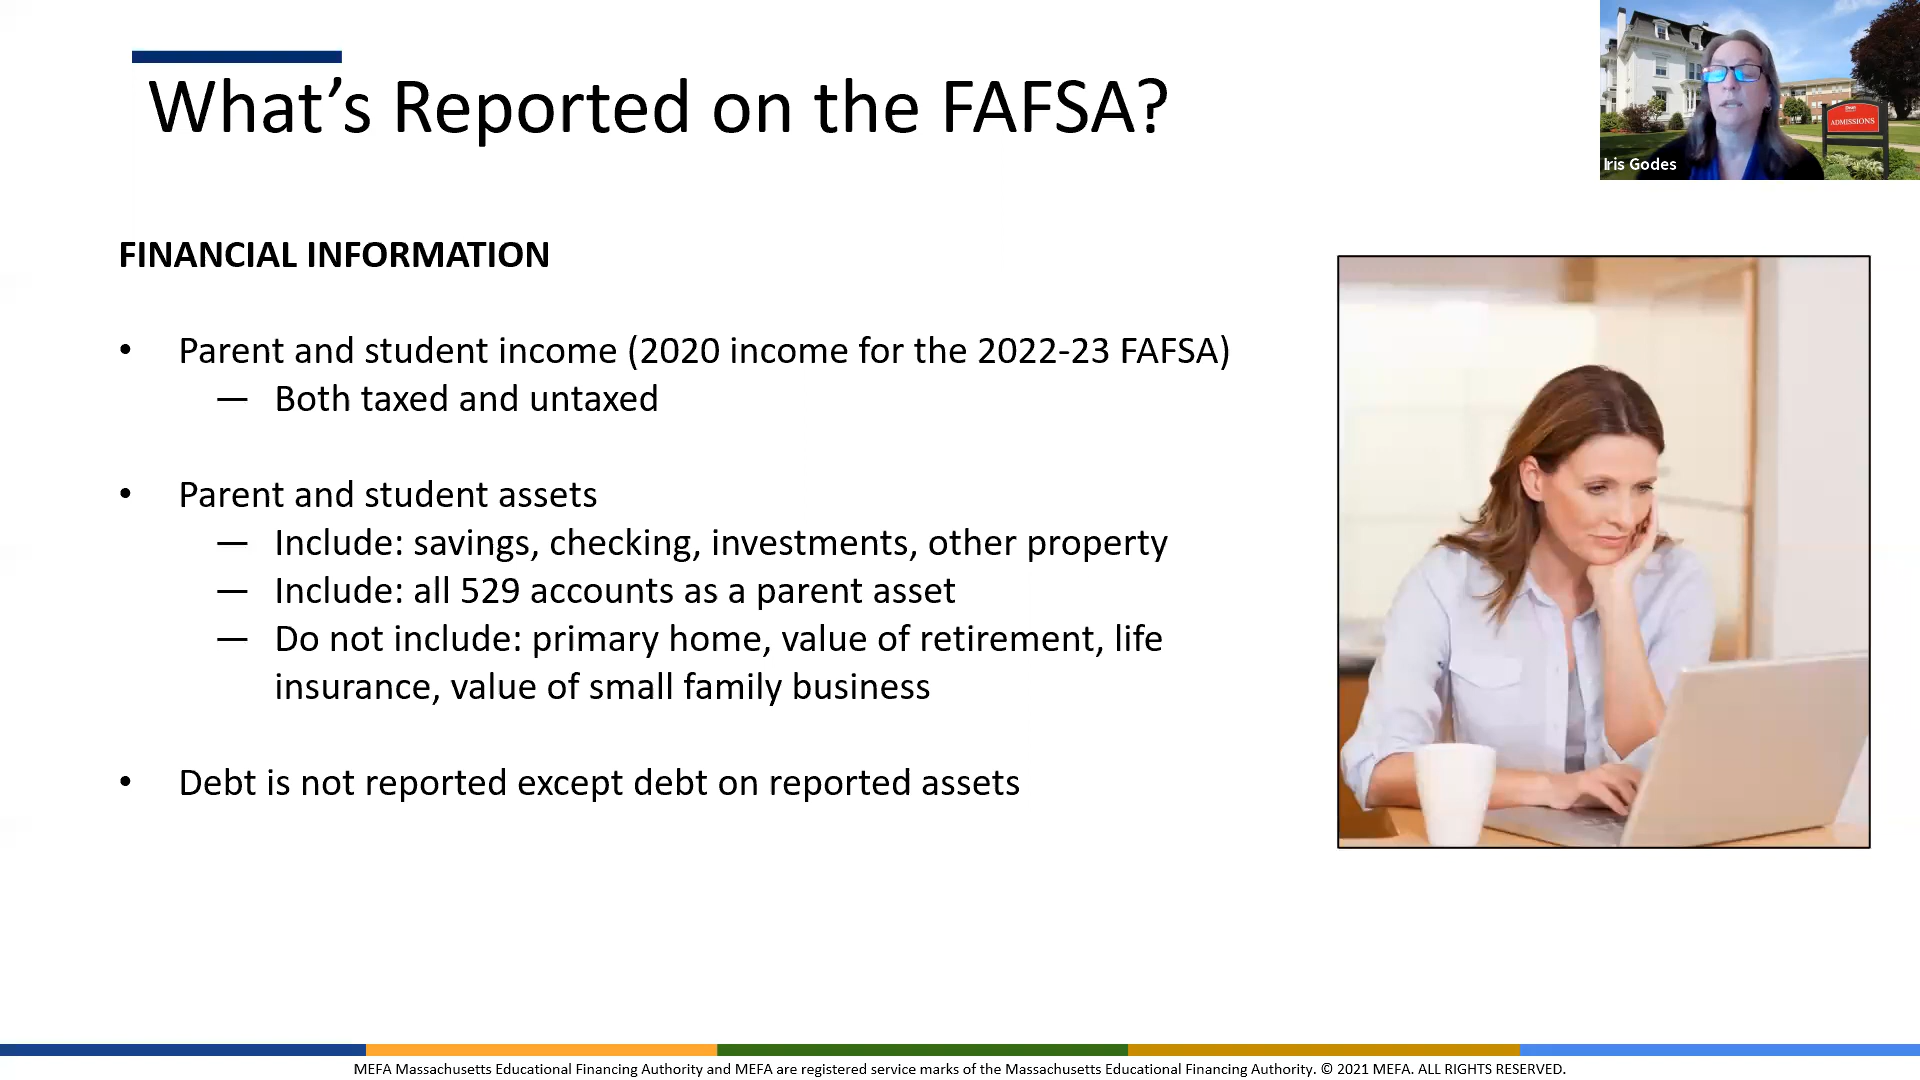 What's Reported on the FAFSA?
ADMISSIONS
Iris Godes
FINANCIAL INFORMATION
• Parent and student income (2020 income for the 2022-23 FAFSA)
— Both taxed and untaxed
• Parent and student assets
— Include: savings, checking, investments, other property
— Include: all 529 accounts as a parent asset
— Do not include: primary home, value of retirement, life
insurance, value of small family business
• Debt is not reported except debt on reported assets
MEFA Massachusetts Educational Financing Authority and MEFA are registered service marks of the Massachusetts Educational Financing Authority. © 2021 MEFA. ALL RIGHTS RESERVED.